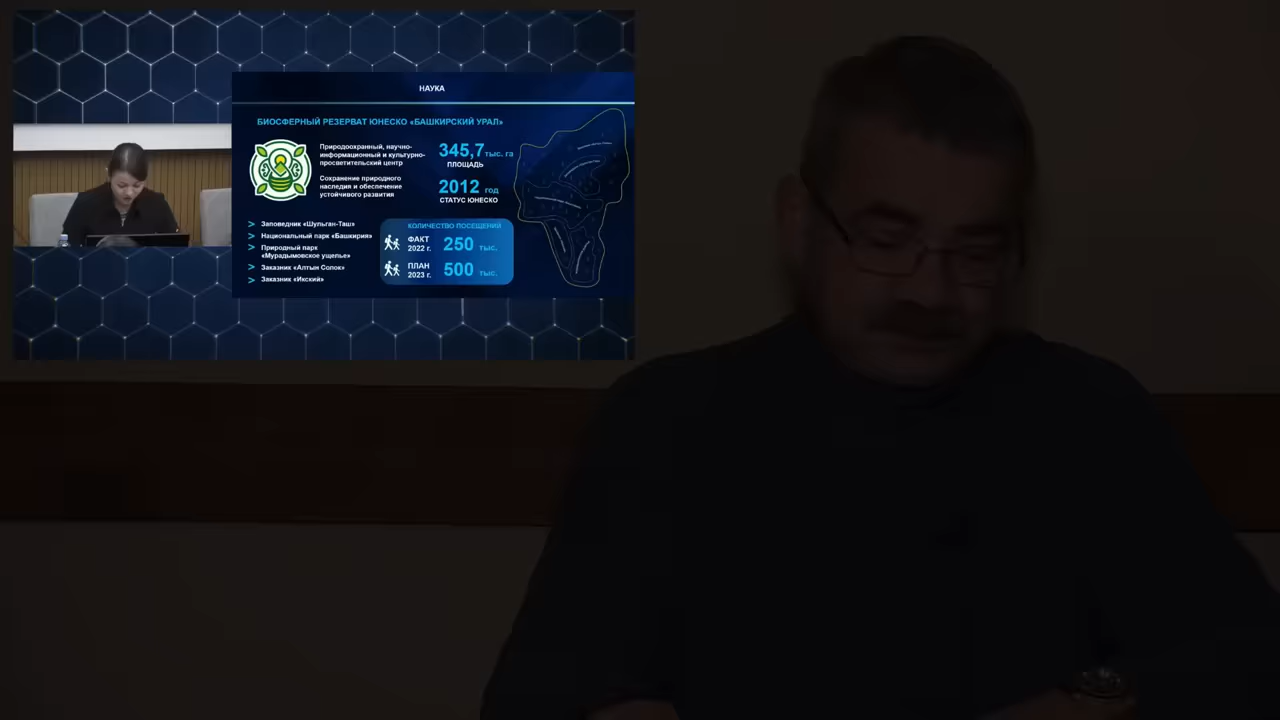 НАУКА
БИОСФЕРНЫЙ РЕЗЕРВАТ ЮНЕСКО «БАШКИРСКИЙ УРАЛ»
Природоохранный, научно-
информационный и культурно-
просветительский центр
Сохранение природного
наследия и обеспечение
устойчивого развития
345,7 тыс. га
ПЛОЩАДЬ
2012 год
СТАТУС ЮНЕСКО
> Заповедник «Шульган-Таш»
> Национальный парк «Башкирия»
> Природный парк
«Мурадымовское ущелье»
> Заказник «Алтын Солок»
> Заказник «Икский»
КОЛИЧЕСТВО ПОСЕЩЕНИЙ
ФАКТ
2022 г.
250 тыс.
ПЛАН
2023 г.
500 тыс.